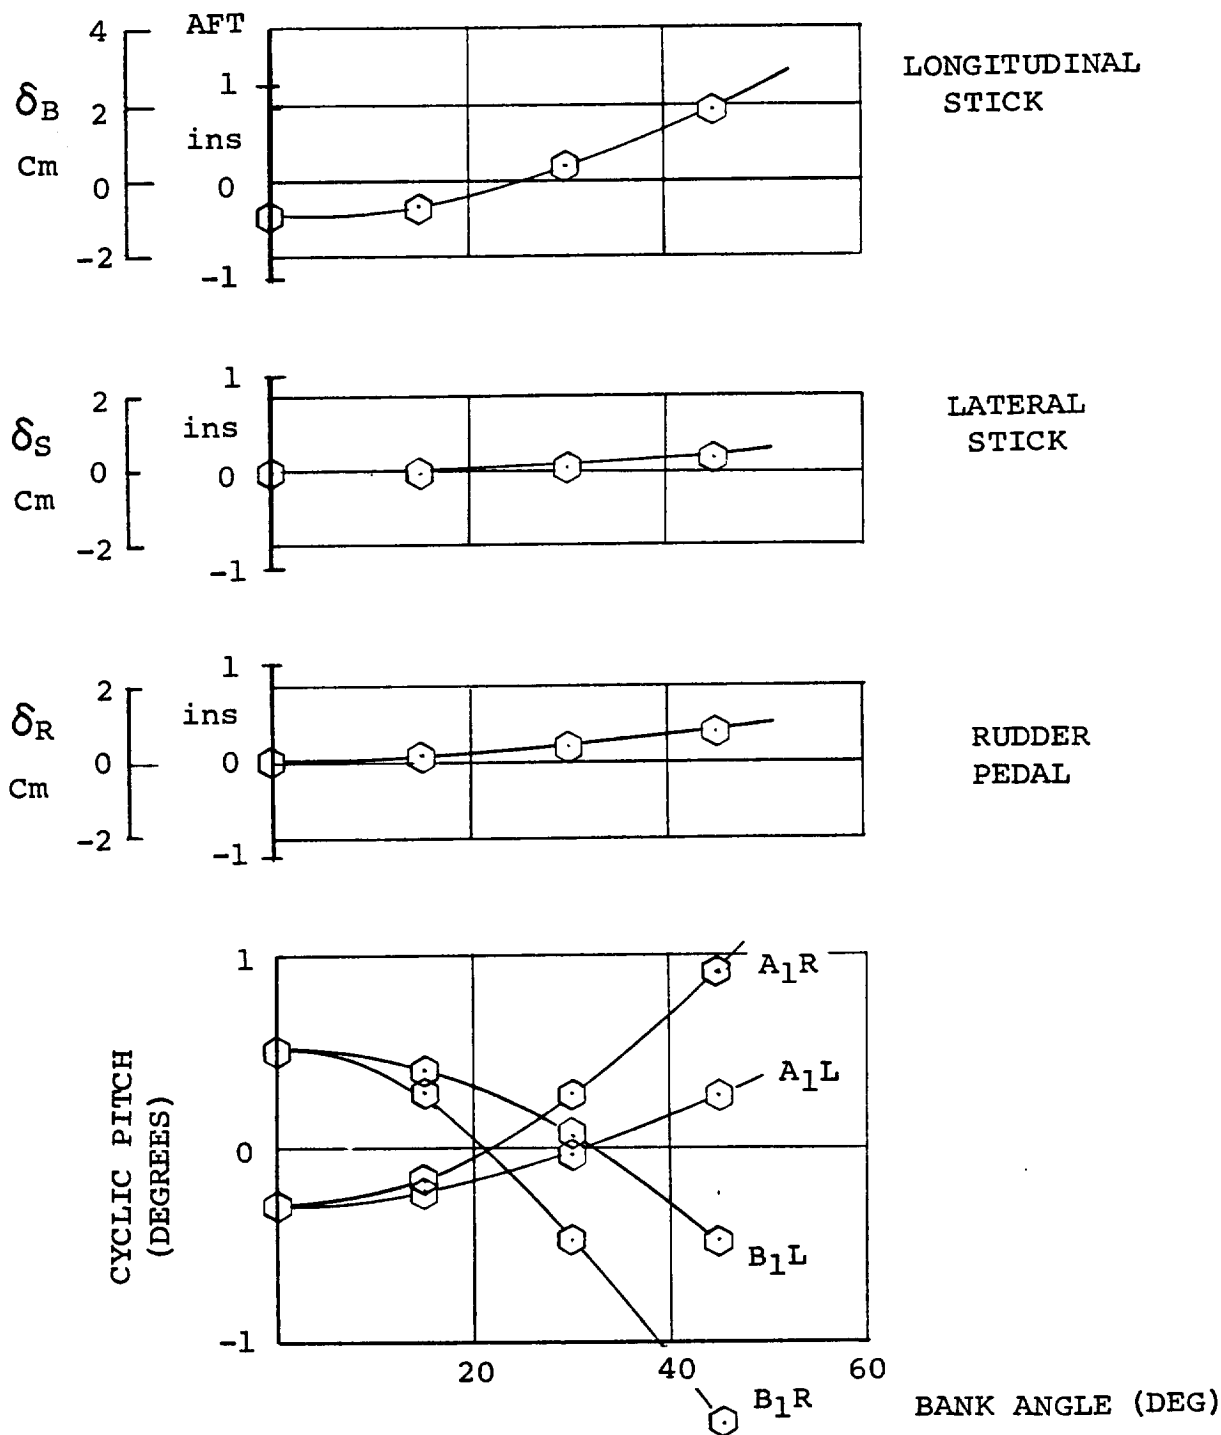 4
AFT
LONGITUDINAL
STICK
1
δB
2
ins
Cm
0
0
-2
-1
1
2
LATERAL
STICK
δS
ins
0
0
Cm
-2
-1
1
2
δR
ins
RUDDER
PEDAL
0
0
Cm
-2
-1
1
A1R
A1L
CYCLIC PITCH
(DEGREES)
0
B1L
-1
20
40
60
B1R
BANK ANGLE (DEG)